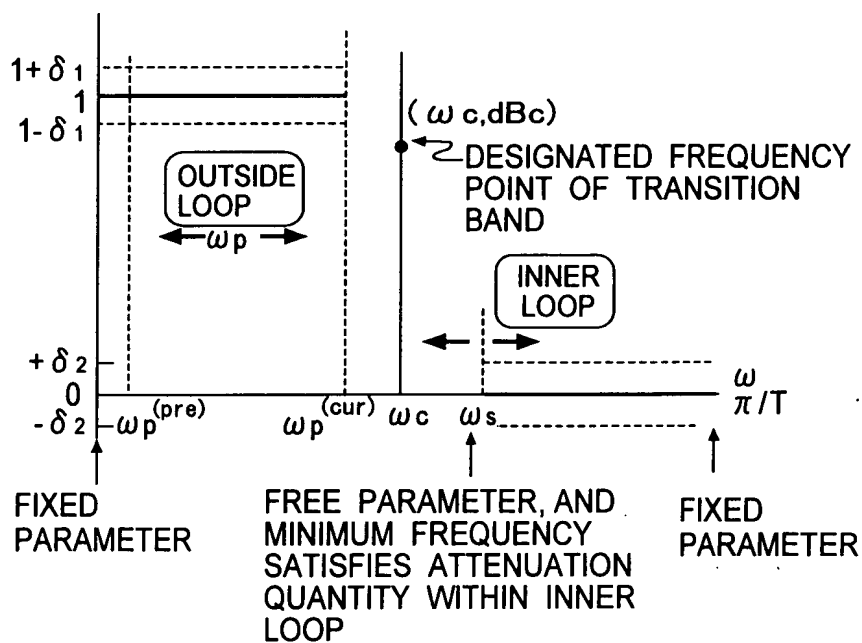 1+δ1
1
1-δ1
(ωc,dBc)
DESIGNATED FREQUENCY
POINT OF TRANSITION
BAND
OUTSIDE
LOOP
ωp
INNER
LOOP
+δ2
0
-δ2
ω
π/T
ωp(pre)
ωp(cur)
ωc
ωs
FIXED
PARAMETER
FREE PARAMETER, AND
MINIMUM FREQUENCY
SATISFIES ATTENUATION
QUANTITY WITHIN INNER
LOOP
FIXED
PARAMETER